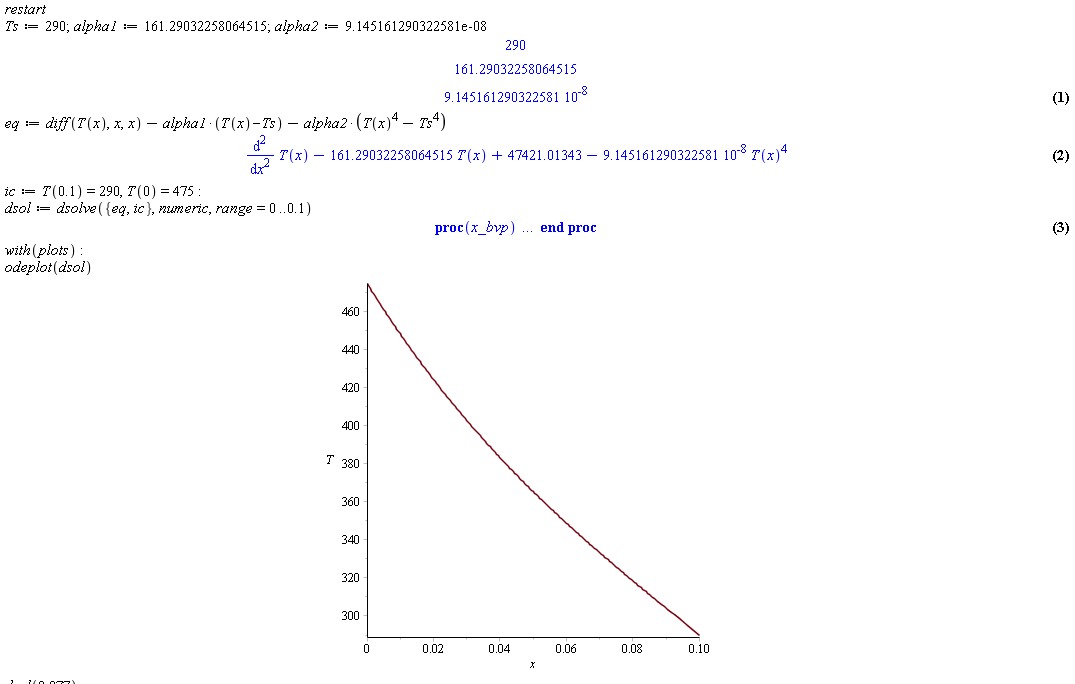 restart
Ts := 290; alpha1 := 161.29032258064515; alpha2 := 9.145161290322581e-08
290
161.29032258064515
9.145161290322581 10^-8 (1)
eq := diff(T(x), x, x) − alpha1·(T(x)−Ts) − alpha2·(T(x)^4 − Ts^4)
d^2/dx^2 T(x) − 161.29032258064515 T(x) + 47421.01343 − 9.145161290322581 10^-8 T(x)^4 (2)
ic := T(0.1) = 290, T(0) = 475 :
dsol := dsolve({eq, ic}, numeric, range = 0 ..0.1)
proc(x_bvp) ... end proc (3)
with(plots) :
odeplot(dsol)
460
440
420
400
T 380
360
340
320
300
0 0.02 0.04 0.06 0.08 0.10
x